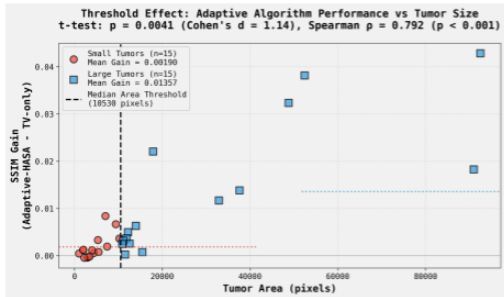 Threshold Effect: Adaptive Algorithm Performance vs Tumor Size
t-test: p = 0.0041 (Cohen's d = 1.14), Spearman ρ = 0.792 (p < 0.001)
Small Tumors (n=15)
Mean Gain = 0.00190
Large Tumors (n=15)
Mean Gain = 0.01357
Median Area Threshold
(10530 pixels)
SSIM Gain
(Adaptive-HASA - TV-only)
0.04
0.03
0.02
0.01
0.00
0
20000
40000
60000
80000
Tumor Area (pixels)